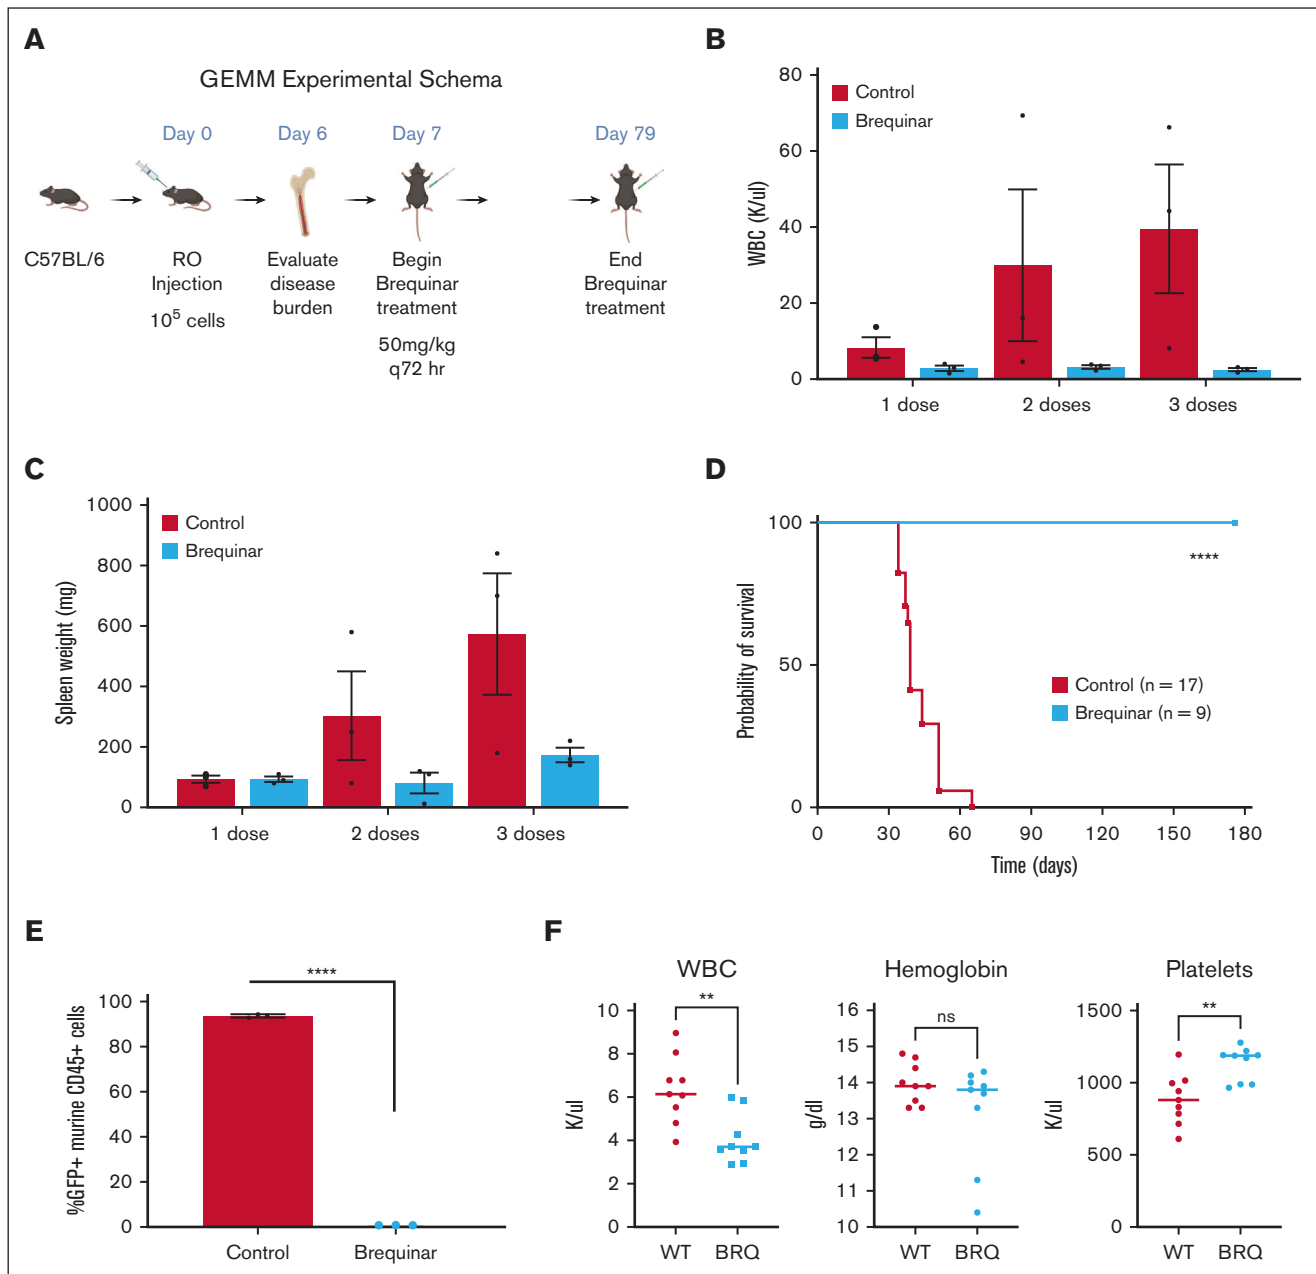 A
GEMM Experimental Schema
Day 0
Day 6
Day 7
Day 79
C57BL/6
RO
Injection
10⁵ cells
Evaluate
disease
burden
Begin
Brequinar
treatment
50mg/kg
q72 hr
End
Brequinar
treatment
B
Control
Brequinar
WBC (K/ul)
80
60
40
20
0
1 dose
2 doses
3 doses
C
Control
Brequinar
Spleen weight (mg)
1000
800
600
400
200
0
1 dose
2 doses
3 doses
D
Probability of survival
100
50
0
****
Control (n = 17)
Brequinar (n = 9)
0
30
60
90
120
150
180
Time (days)
E
****
%GFP+ murine CD45+ cells
100
80
60
40
20
0
Control
Brequinar
F
WBC
**
K/ul
10
8
6
4
2
0
WT
BRQ
Hemoglobin
ns
g/dl
16
15
14
13
12
11
10
WT
BRQ
Platelets
**
K/ul
1500
1000
500
0
WT
BRQ